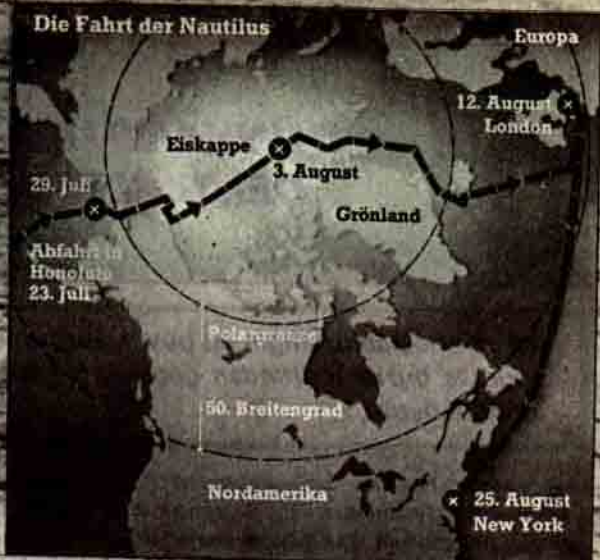 Die Fahrt der Nautilus
Europa
12. August
London
Eiskappe
3. August
29. Juli
Grönland
Abfahrt in
Honolulu
23. Juli
Polargrenze
50. Breitengrad
Nordamerika
25. August
New York